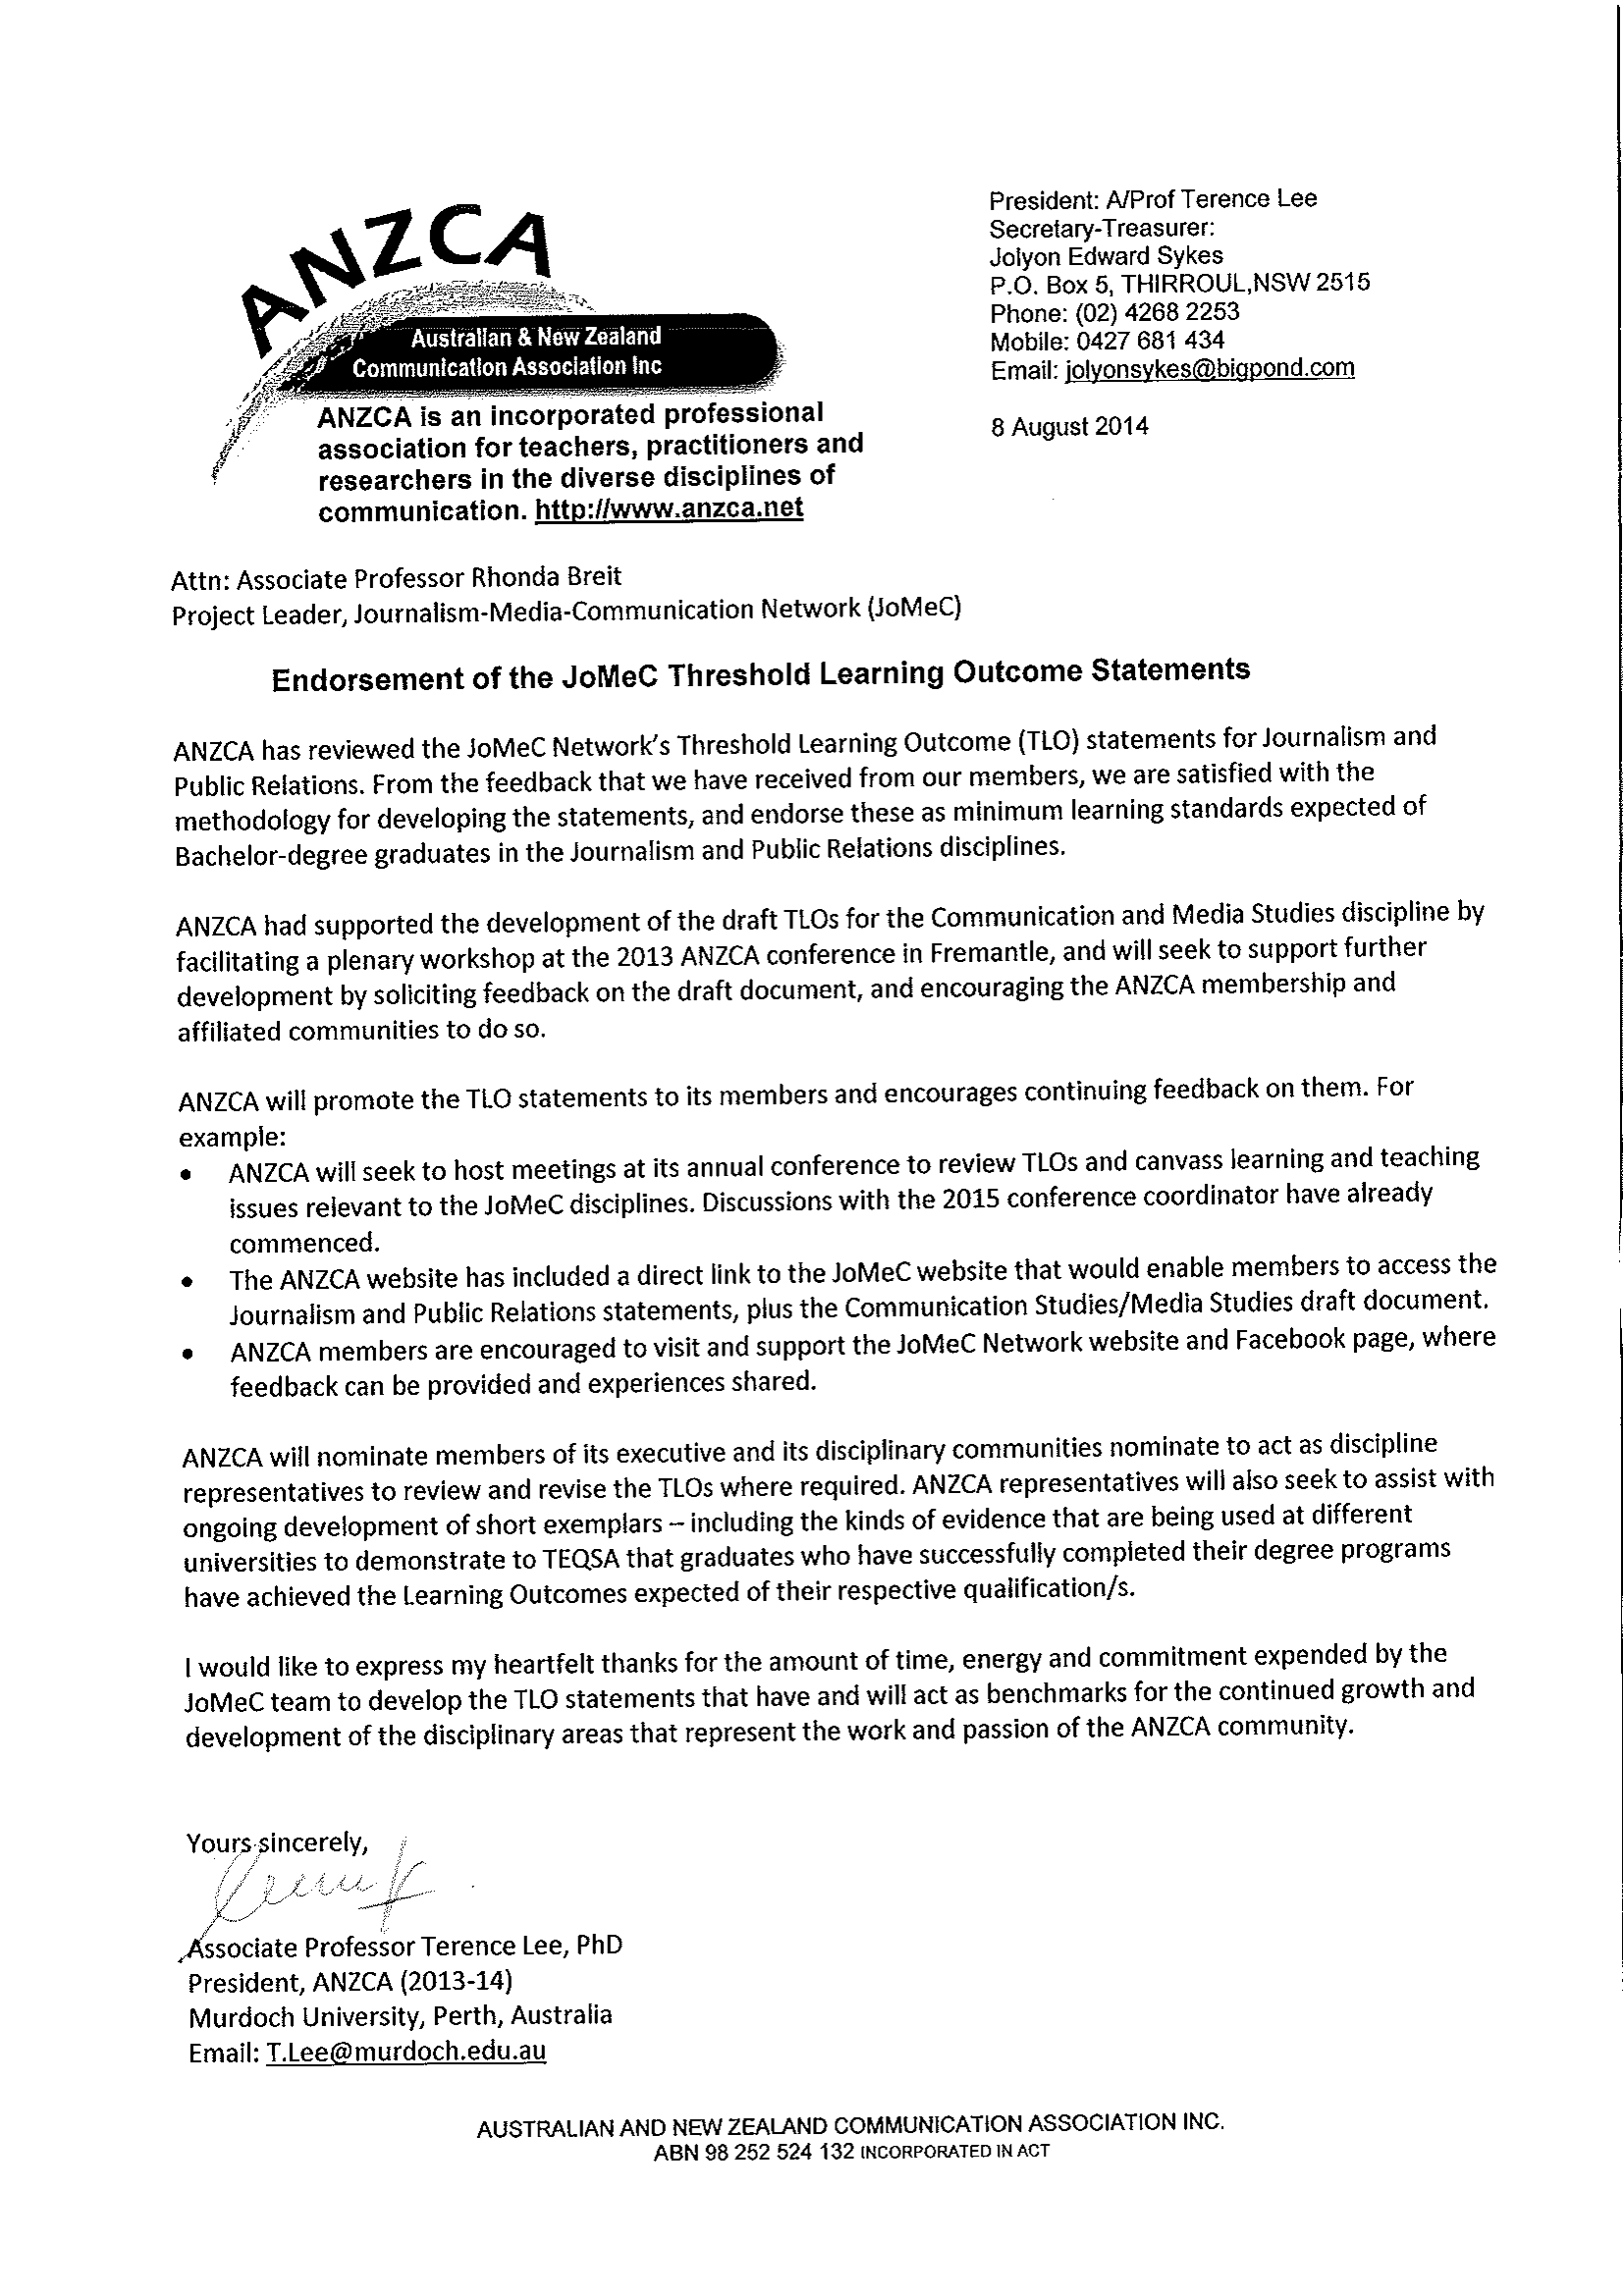 ANZCA
Australian & New Zealand
Communication Association Inc
ANZCA is an incorporated professional
association for teachers, practitioners and
researchers in the diverse disciplines of
communication. http://www.anzca.net
President: A/Prof Terence Lee
Secretary-Treasurer:
Jolyon Edward Sykes
P.O. Box 5, THIRROUL,NSW 2515
Phone: (02) 4268 2253
Mobile: 0427 681 434
Email: jolyonsykes@bigpond.com
8 August 2014
Attn: Associate Professor Rhonda Breit
Project Leader, Journalism-Media-Communication Network (JoMeC)
Endorsement of the JoMeC Threshold Learning Outcome Statements
ANZCA has reviewed the JoMeC Network's Threshold Learning Outcome (TLO) statements for Journalism and
Public Relations. From the feedback that we have received from our members, we are satisfied with the
methodology for developing the statements, and endorse these as minimum learning standards expected of
Bachelor-degree graduates in the Journalism and Public Relations disciplines.
ANZCA had supported the development of the draft TLOs for the Communication and Media Studies discipline by
facilitating a plenary workshop at the 2013 ANZCA conference in Fremantle, and will seek to support further
development by soliciting feedback on the draft document, and encouraging the ANZCA membership and
affiliated communities to do so.
ANZCA will promote the TLO statements to its members and encourages continuing feedback on them. For
example:
• ANZCA will seek to host meetings at its annual conference to review TLOs and canvass learning and teaching
issues relevant to the JoMeC disciplines. Discussions with the 2015 conference coordinator have already
commenced.
• The ANZCA website has included a direct link to the JoMeC website that would enable members to access the
Journalism and Public Relations statements, plus the Communication Studies/Media Studies draft document.
• ANZCA members are encouraged to visit and support the JoMeC Network website and Facebook page, where
feedback can be provided and experiences shared.
ANZCA will nominate members of its executive and its disciplinary communities nominate to act as discipline
representatives to review and revise the TLOs where required. ANZCA representatives will also seek to assist with
ongoing development of short exemplars – including the kinds of evidence that are being used at different
universities to demonstrate to TEQSA that graduates who have successfully completed their degree programs
have achieved the Learning Outcomes expected of their respective qualification/s.
I would like to express my heartfelt thanks for the amount of time, energy and commitment expended by the
JoMeC team to develop the TLO statements that have and will act as benchmarks for the continued growth and
development of the disciplinary areas that represent the work and passion of the ANZCA community.
Yours sincerely,
Associate Professor Terence Lee, PhD
President, ANZCA (2013-14)
Murdoch University, Perth, Australia
Email: T.Lee@murdoch.edu.au
AUSTRALIAN AND NEW ZEALAND COMMUNICATION ASSOCIATION INC.
ABN 98 252 524 132 INCORPORATED IN ACT